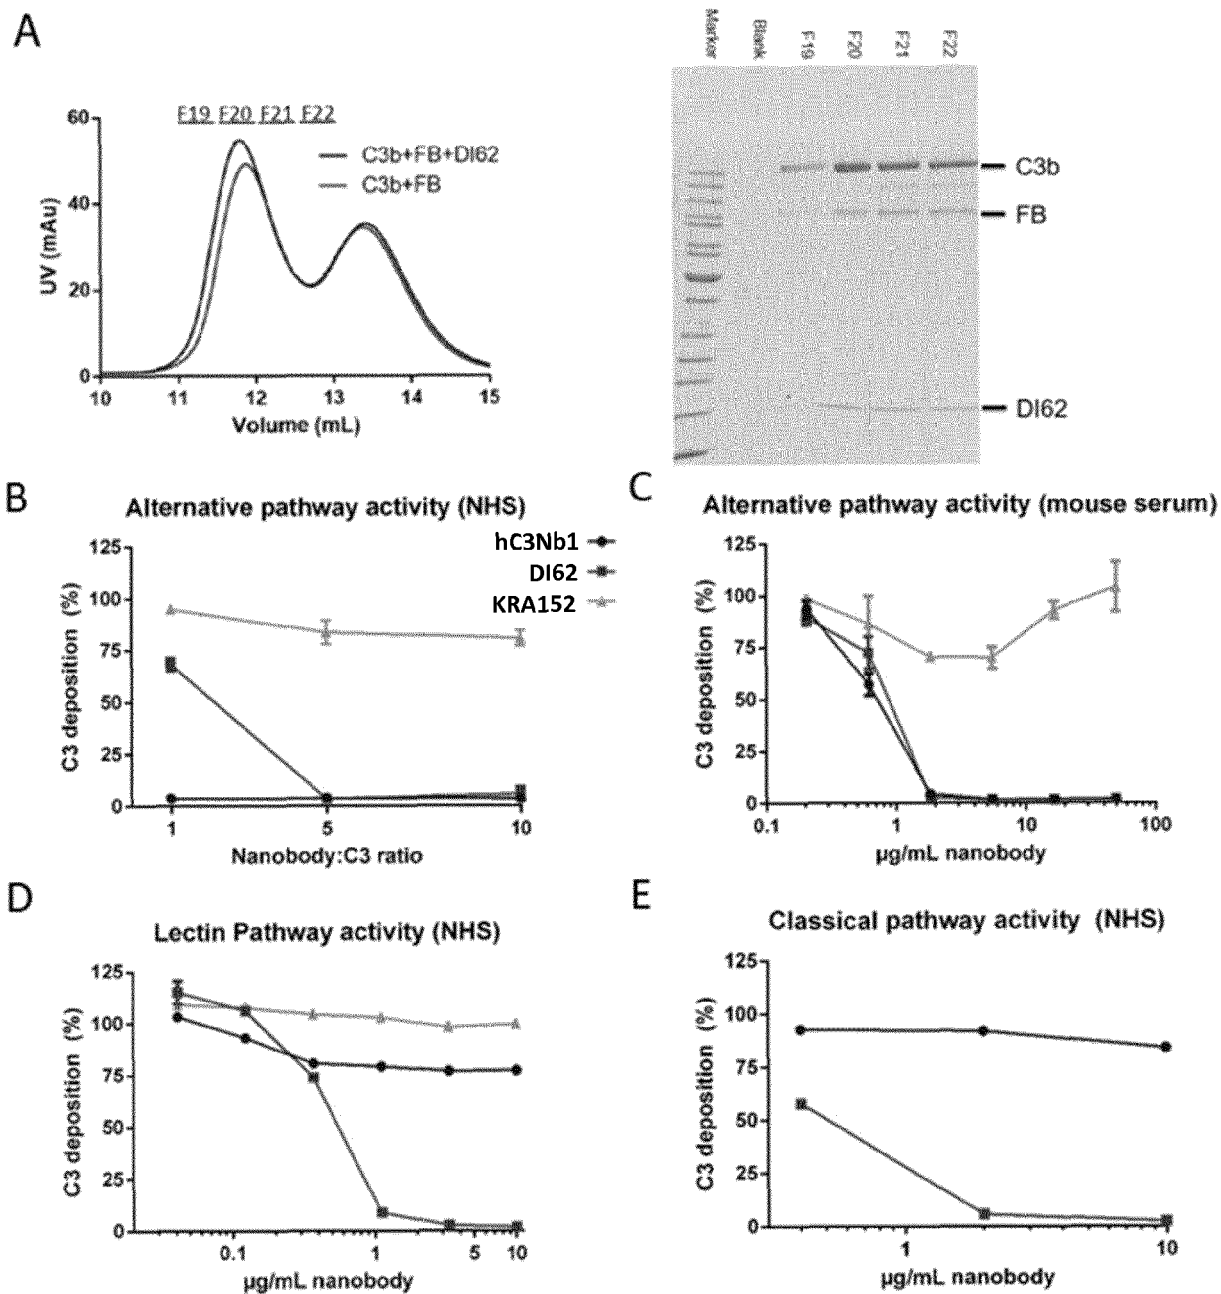 A
F19 F20 F21 F22
C3b+FB+DI62
C3b+FB
60
40
20
0
UV (mAu)
10 11 12 13 14 15
Volume (mL)
Marker Blank F19 F20 F21 F22
C3b
FB
DI62
B
Alternative pathway activity (NHS)
hC3Nb1
DI62
KRA152
125
100
75
50
25
0
C3 deposition (%)
1 5 10
Nanobody:C3 ratio
C
Alternative pathway activity (mouse serum)
125
100
75
50
25
0
C3 deposition (%)
0.1 1 10 100
µg/mL nanobody
D
Lectin Pathway activity (NHS)
125
100
75
50
25
0
C3 deposition (%)
0.1 1 5 10
µg/mL nanobody
E
Classical pathway activity (NHS)
125
100
75
50
25
0
C3 deposition (%)
1 10
µg/mL nanobody